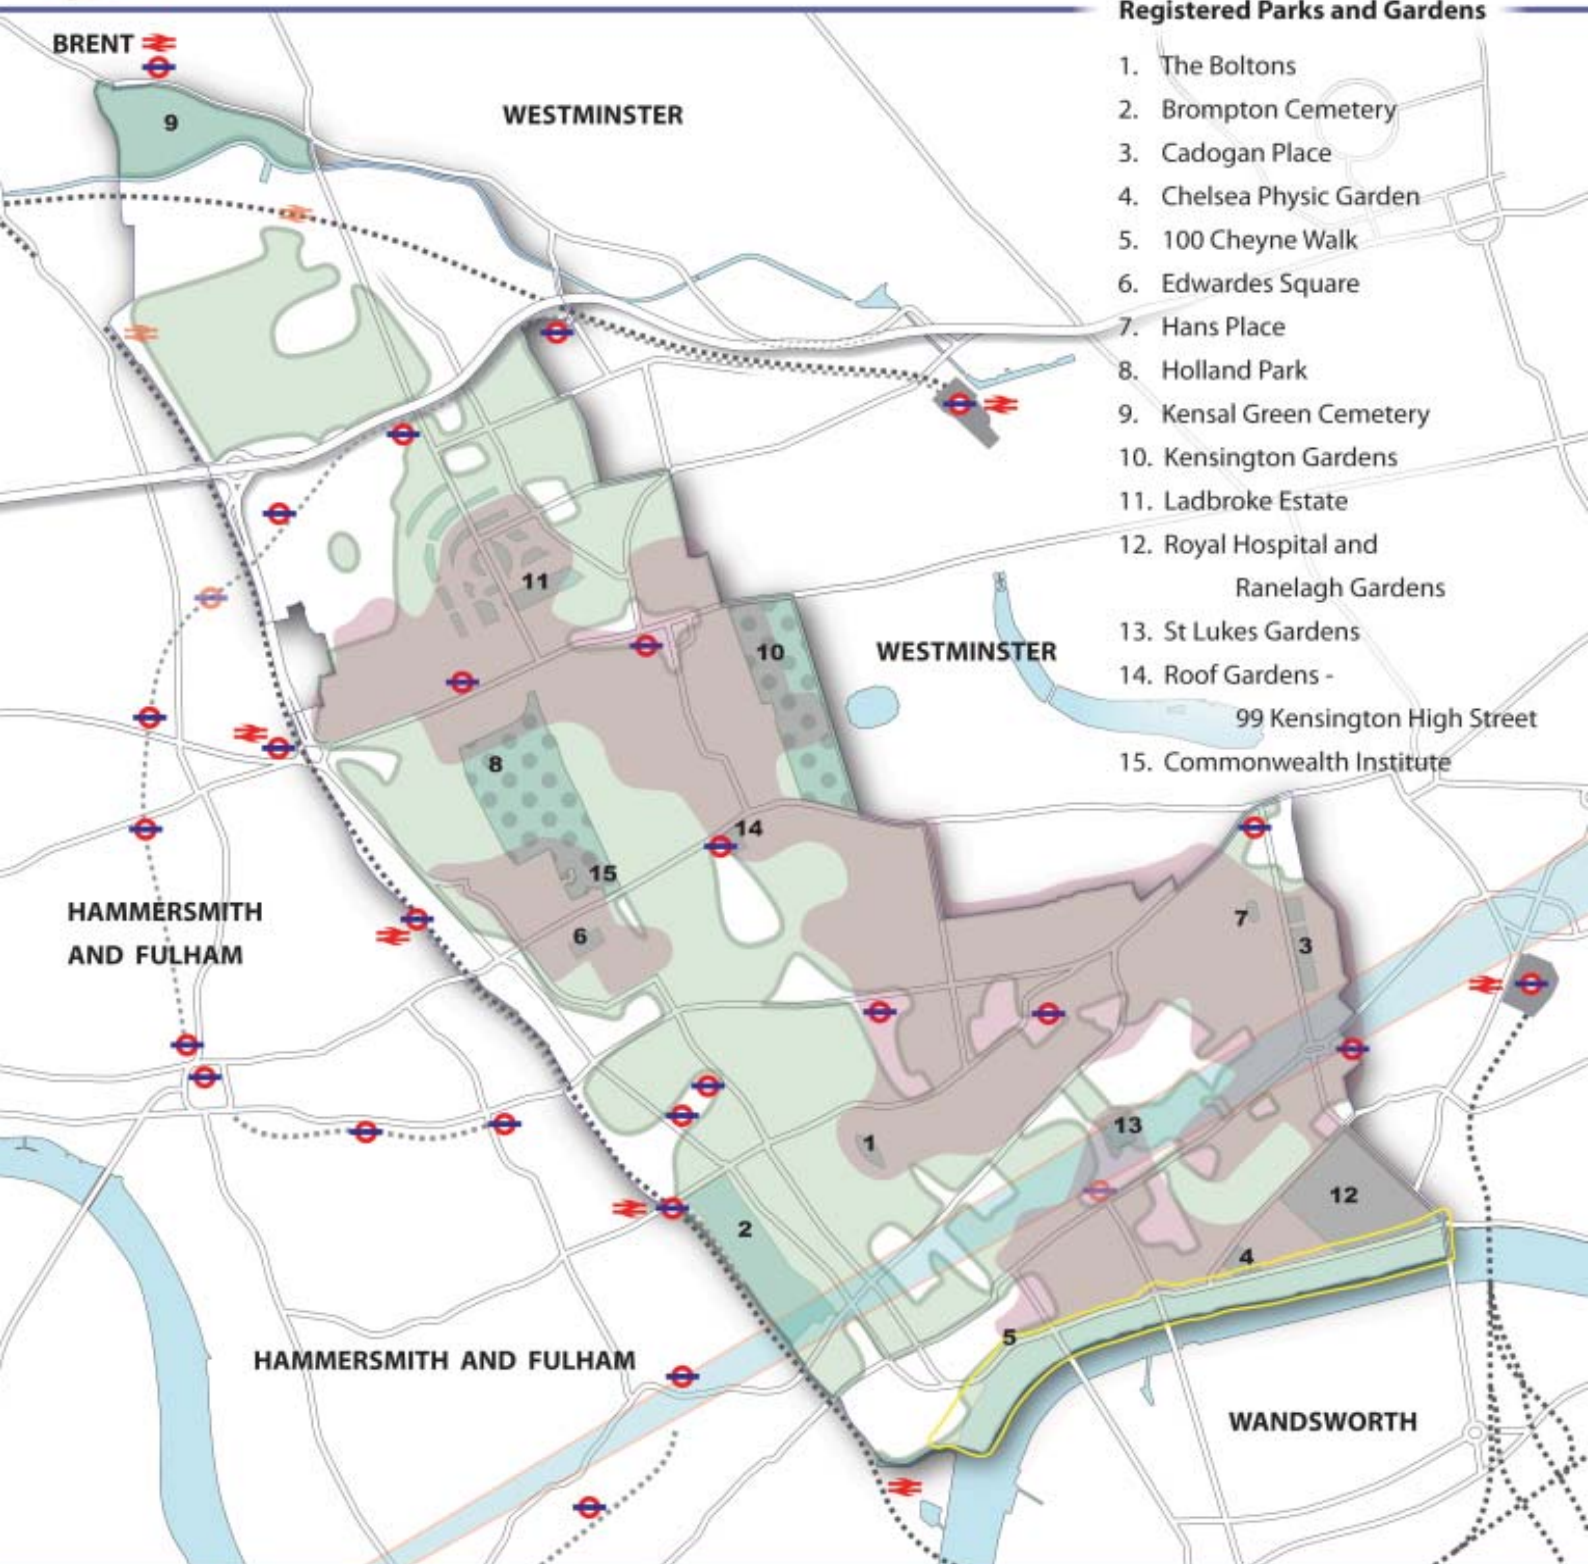 Registered Parks and Gardens
1. The Boltons
2. Brompton Cemetery
3. Cadogan Place
4. Chelsea Physic Garden
5. 100 Cheyne Walk
6. Edwardes Square
7. Hans Place
8. Holland Park
9. Kensal Green Cemetery
10. Kensington Gardens
11. Ladbroke Estate
12. Royal Hospital and
Ranelagh Gardens
13. St Lukes Gardens
14. Roof Gardens -
99 Kensington High Street
15. Commonwealth Institute
BRENT
WESTMINSTER
9
11
10
WESTMINSTER
8
14
15
HAMMERSMITH
AND FULHAM
6
7
3
13
1
12
2
4
5
HAMMERSMITH AND FULHAM
WANDSWORTH